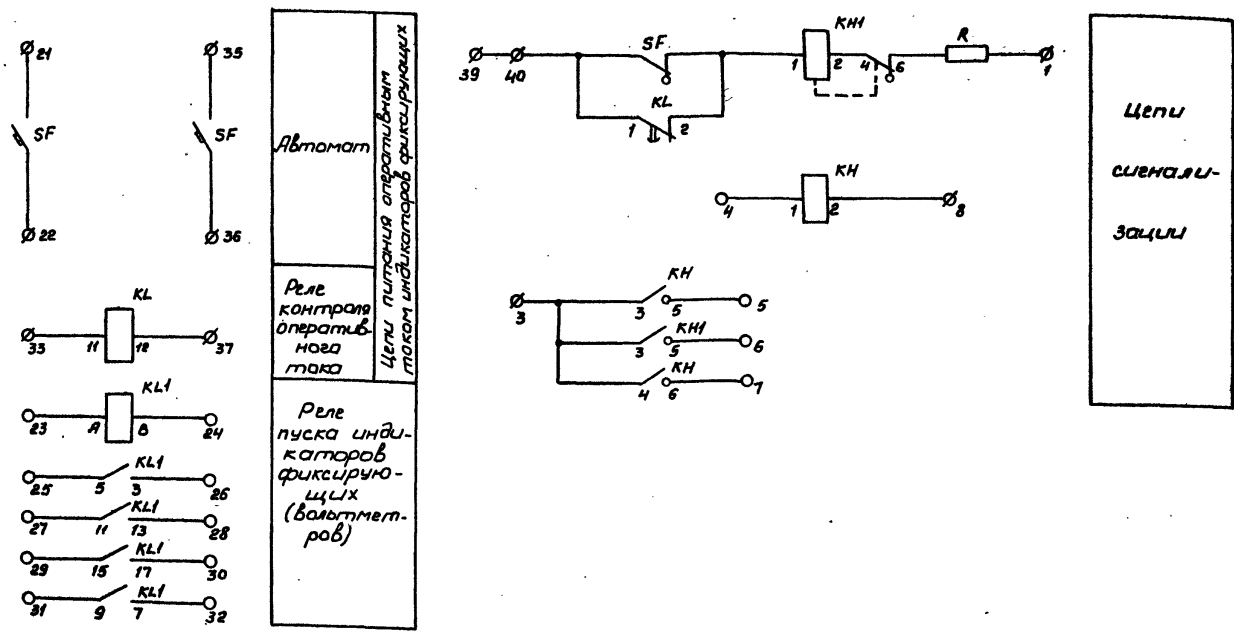 21
35
SF
SF
22
36
KL
33
11
12
37
KL1
23
A
B
24
KL1
25
5
3
26
KL1
27
11
13
28
KL1
29
15
17
30
KL1
31
9
7
32
Автомат
Цепи питания оперативным
током индикаторов фиксирующих
Реле
контроля
оператив-
ного
тока
Реле
пуска инди-
каторов
фиксирую-
щих
(вольтмет-
ров)
39
40
SF
KL
1
2
KH1
1
2
4
6
R
1
4
KH
1
2
8
3
KH
3
5
5
KH1
3
5
6
KH
4
6
7
Цепи
сигнали-
зации